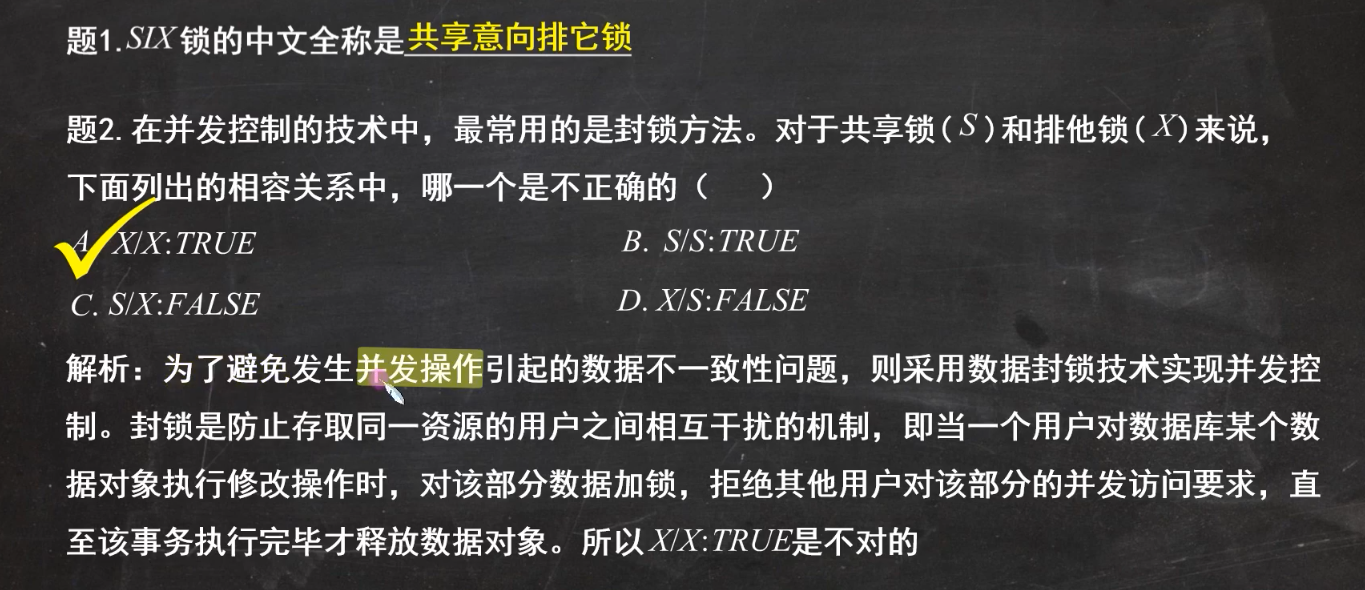 题1.SIX锁的中文全称是共享意向排它锁
题2.在并发控制的技术中，最常用的是封锁方法。对于共享锁(S)和排他锁(X)来说，
下面列出的相容关系中，哪一个是不正确的（ ）
A. X/X:TRUE B. S/S:TRUE
C. S/X:FALSE D. X/S:FALSE
解析：为了避免发生并发操作引起的数据不一致性问题，则采用数据封锁技术实现并发控
制。封锁是防止存取同一资源的用户之间相互干扰的机制，即当一个用户对数据库某个数
据对象执行修改操作时，对该部分数据加锁，拒绝其他用户对该部分的并发访问要求，直
至该事务执行完毕才释放数据对象。所以X/X:TRUE是不对的